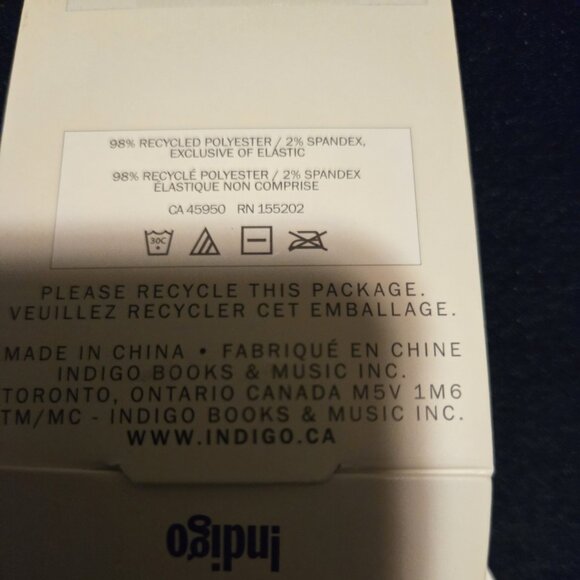 98% RECYCLED POLYESTER / 2% SPANDEX,
EXCLUSIVE OF ELASTIC
98% RECYCLÉ POLYESTER / 2% SPANDEX
ÉLASTIQUE NON COMPRISE
CA 45950 RN 155202
30C
PLEASE RECYCLE THIS PACKAGE.
VEUILLEZ RECYCLER CET EMBALLAGE.
MADE IN CHINA • FABRIQUÉ EN CHINE
INDIGO BOOKS & MUSIC INC.
TORONTO, ONTARIO CANADA M5V 1M6
TM/MC - INDIGO BOOKS & MUSIC INC.
WWW.INDIGO.CA
indigo